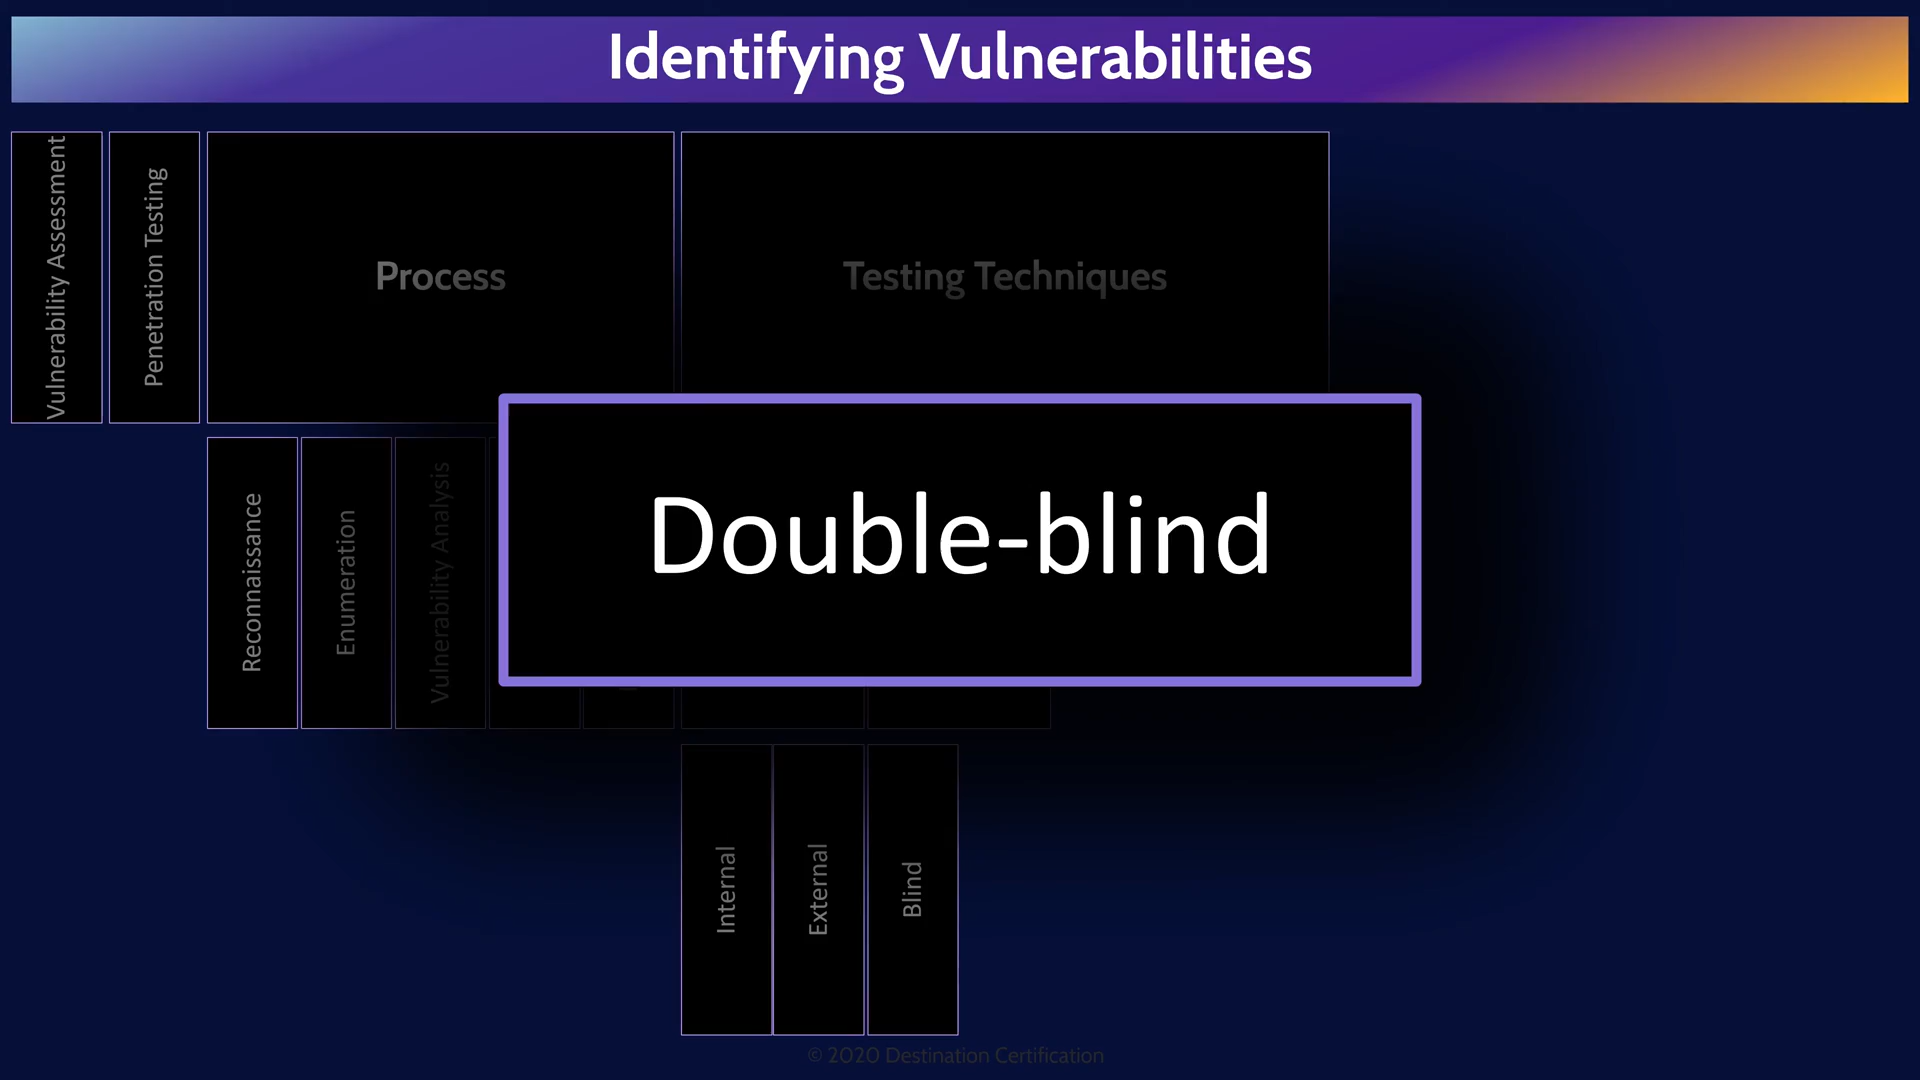 Identifying Vulnerabilities
Vulnerability Assessment
Penetration Testing
Process
Testing Techniques
Reconnaissance
Enumeration
Vulnerability Analysis
Double-blind
Internal
External
Blind
© 2020 Destination Certification